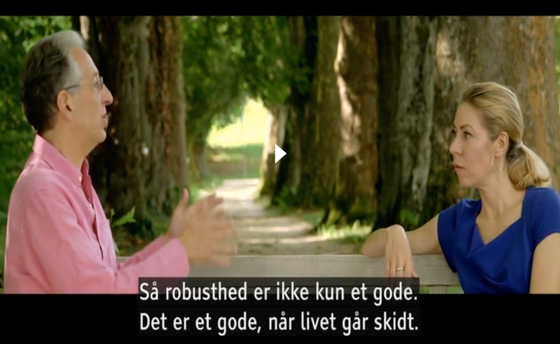 Så robusthed er ikke kun et gode.
Det er et gode, når livet går skidt.